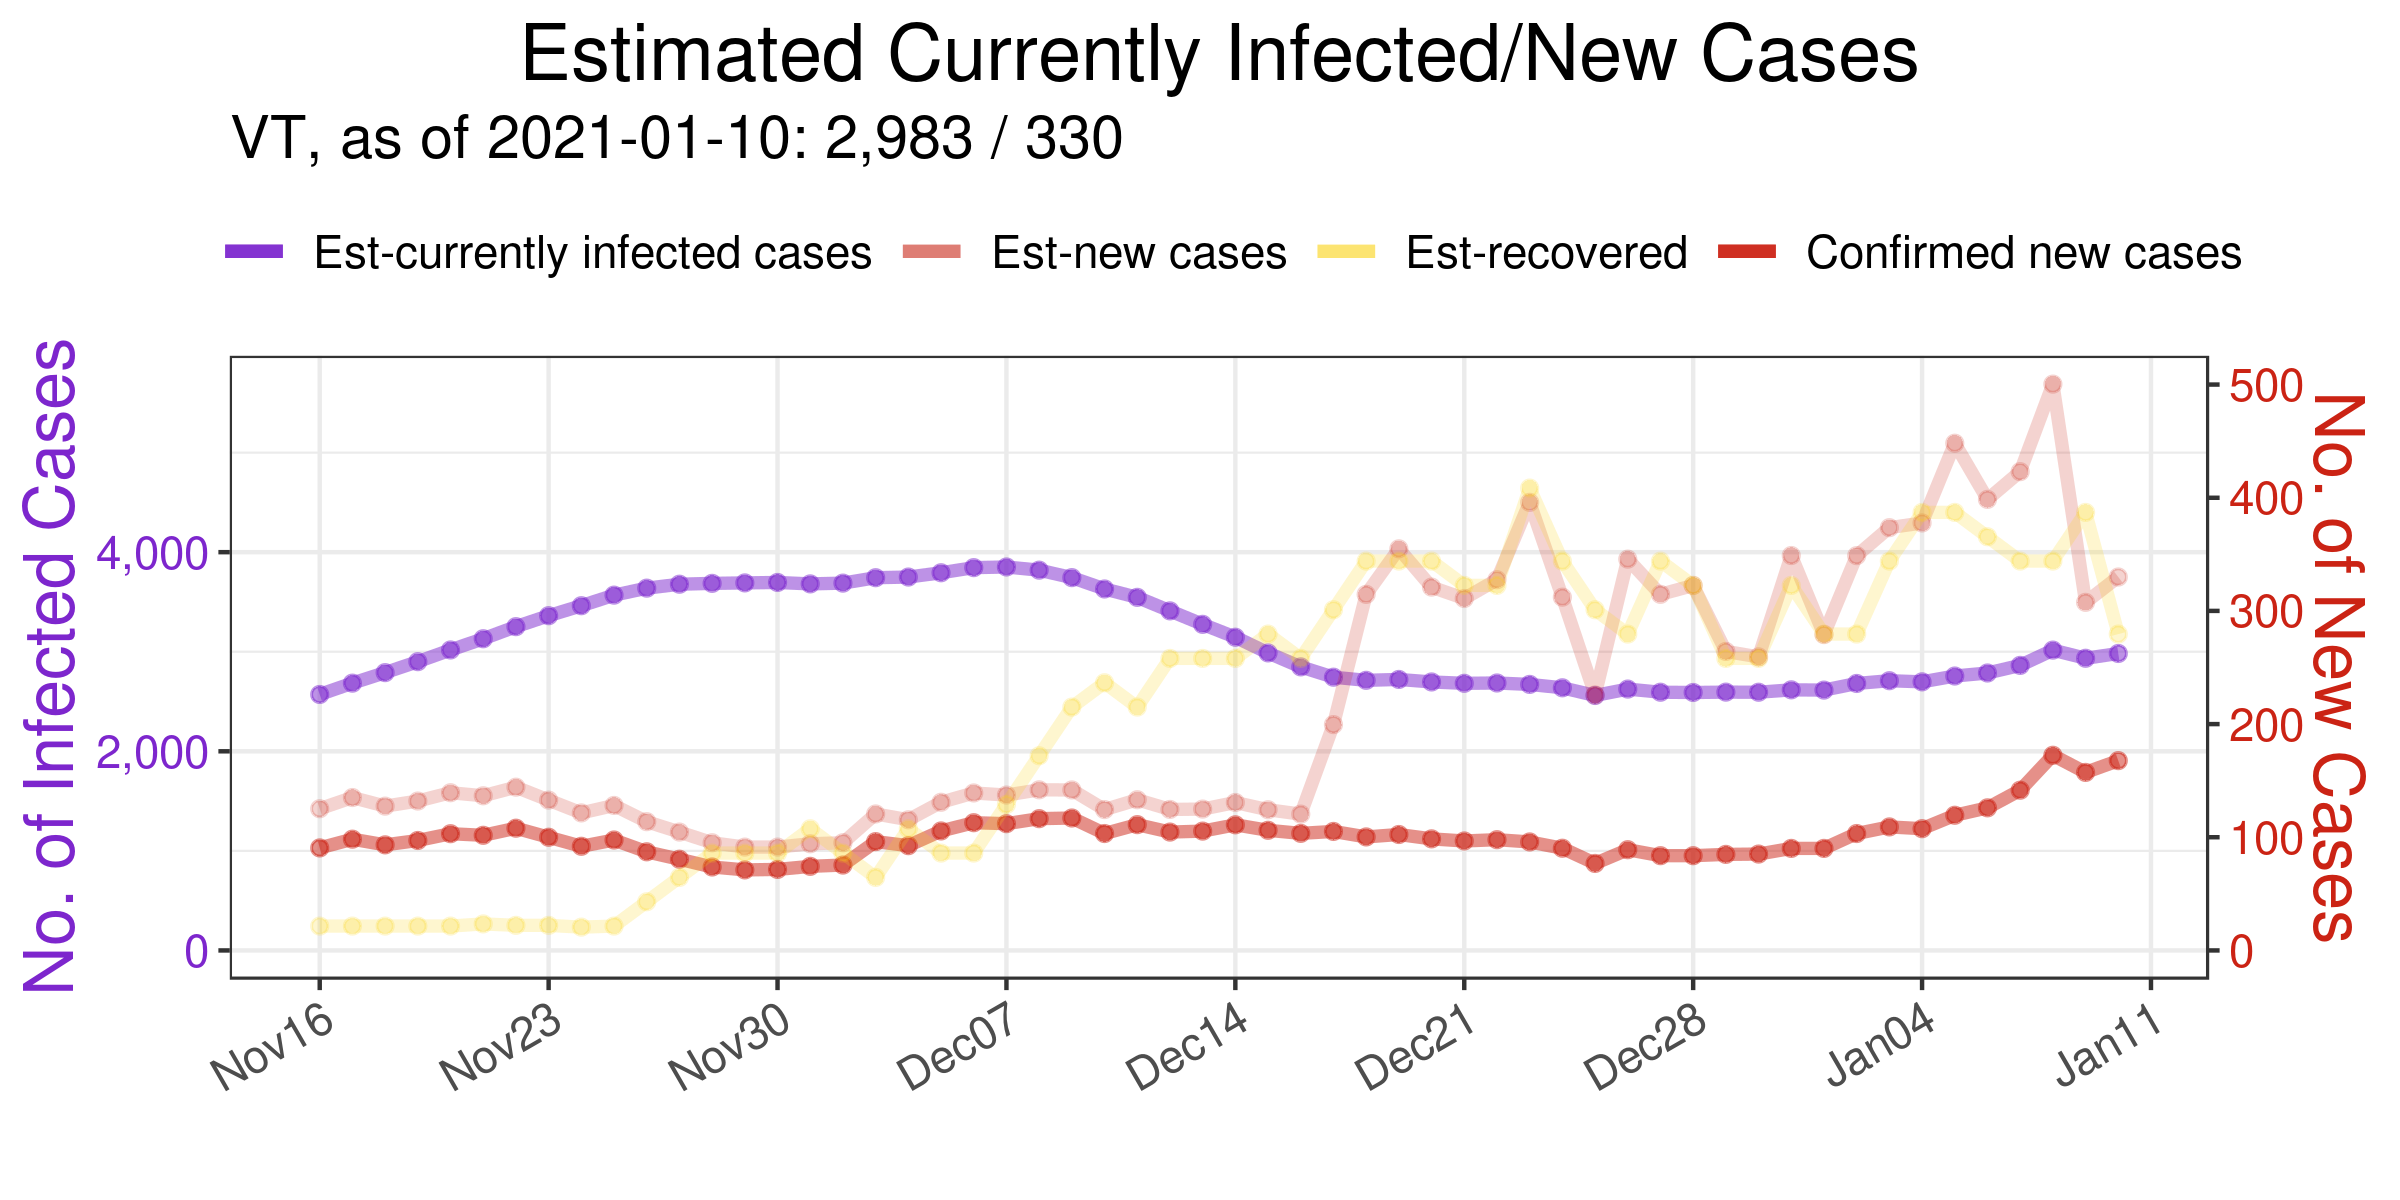 Estimated Currently Infected/New Cases
VT, as of 2021-01-10: 2,983 / 330
Est-currently infected cases Est-new cases Est-recovered Confirmed new cases
No. of Infected Cases
4,000
2,000
0
500
400
300
200
100
0
No. of New Cases
Nov16 Nov23 Nov30 Dec07 Dec14 Dec21 Dec28 Jan04 Jan11